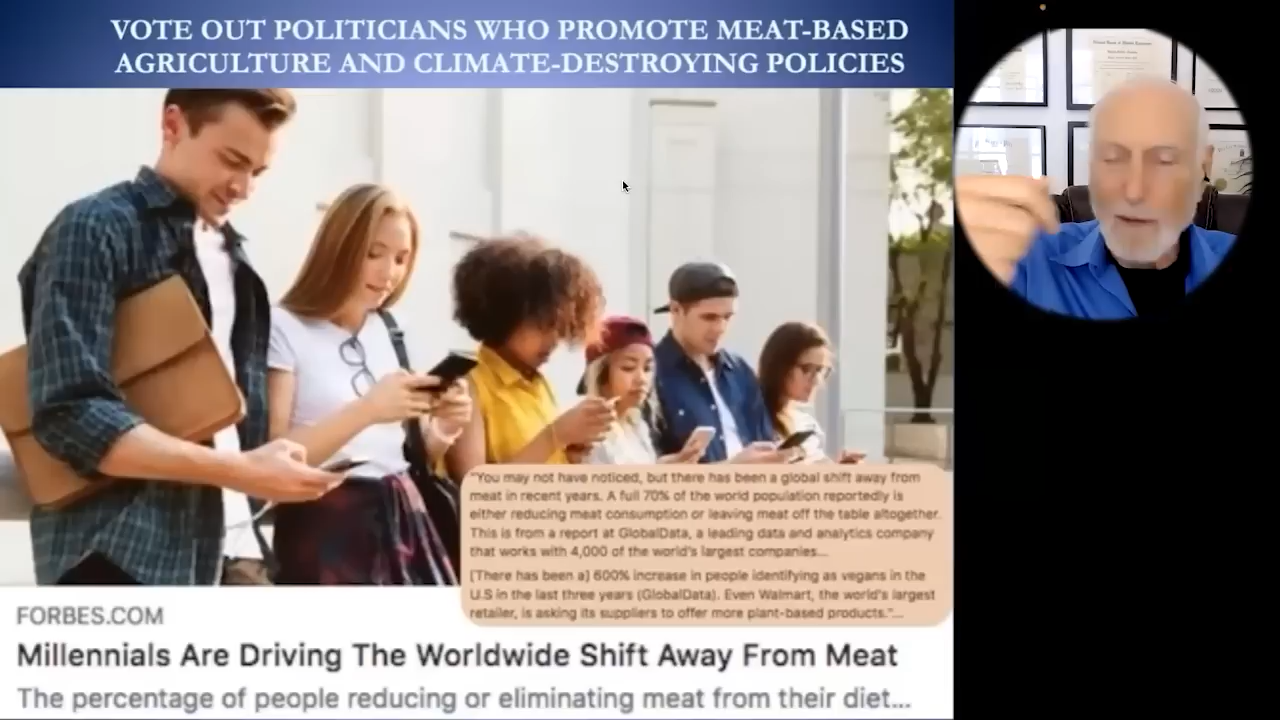 VOTE OUT POLITICIANS WHO PROMOTE MEAT-BASED
AGRICULTURE AND CLIMATE-DESTROYING POLICIES
"You may not have noticed, but there has been a global shift away from
meat in recent years. A full 70% of the world population reportedly is
either reducing meat consumption or leaving meat off the table altogether.
This is from a report at GlobalData, a leading data and analytics company
that works with 4,000 of the world's largest companies...
[There has been a] 600% increase in people identifying as vegans in the
U.S in the last three years (GlobalData). Even Walmart, the world's largest
retailer, is asking its suppliers to offer more plant-based products."...
FORBES.COM
Millennials Are Driving The Worldwide Shift Away From Meat
The percentage of people reducing or eliminating meat from their diet...